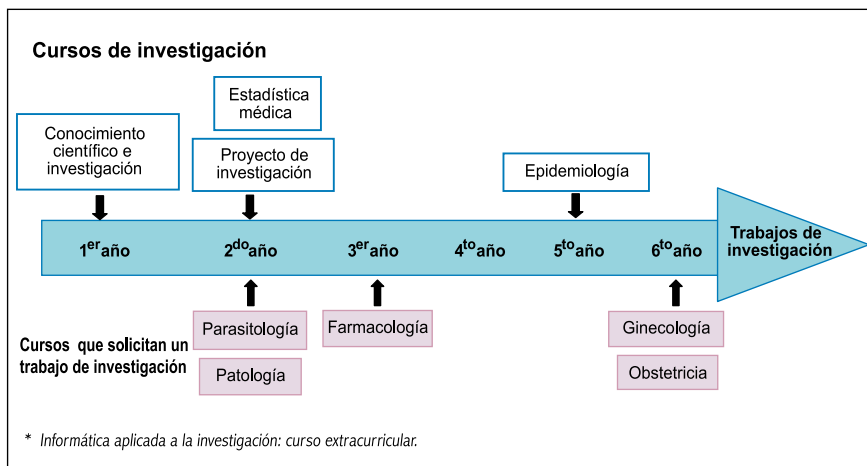 Cursos de investigación
Estadística
médica
Conocimiento
científico e
investigación
Proyecto de
investigación
Epidemiología
1er año
2do año
3er año
4to año
5to año
6to año
Trabajos de
investigación
Parasitología
Farmacología
Ginecología
Cursos que solicitan un
trabajo de investigación
Patología
Obstetricia
* Informática aplicada a la investigación: curso extracurricular.